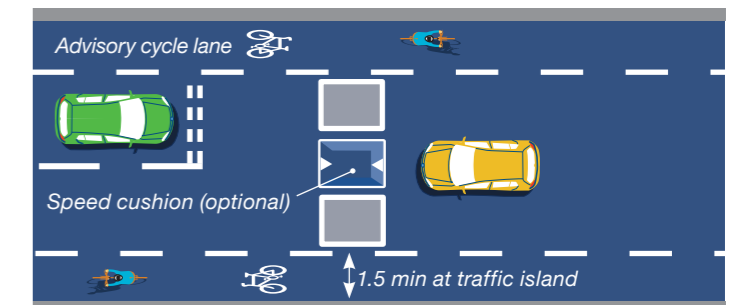 Advisory cycle lane
Speed cushion (optional)
1.5 min at traffic island